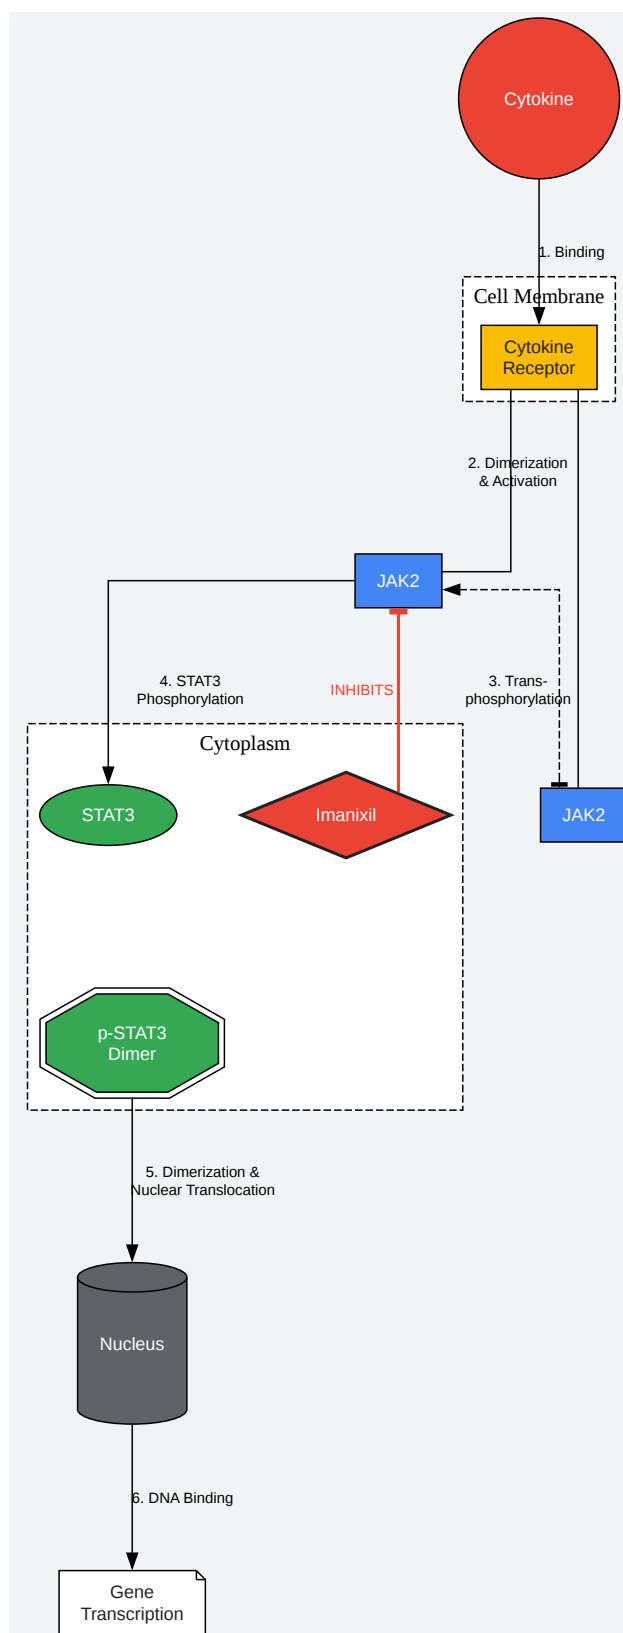 Cytokine
1. Binding
Cell Membrane
Cytokine
Receptor
2. Dimerization
& Activation
JAK2
4. STAT3
Phosphorylation
INHIBITS
3. Trans-
phosphorylation
Cytoplasm
STAT3
Imanixil
JAK2
p-STAT3
Dimer
5. Dimerization &
Nuclear Translocation
Nucleus
6. DNA Binding
Gene
Transcription